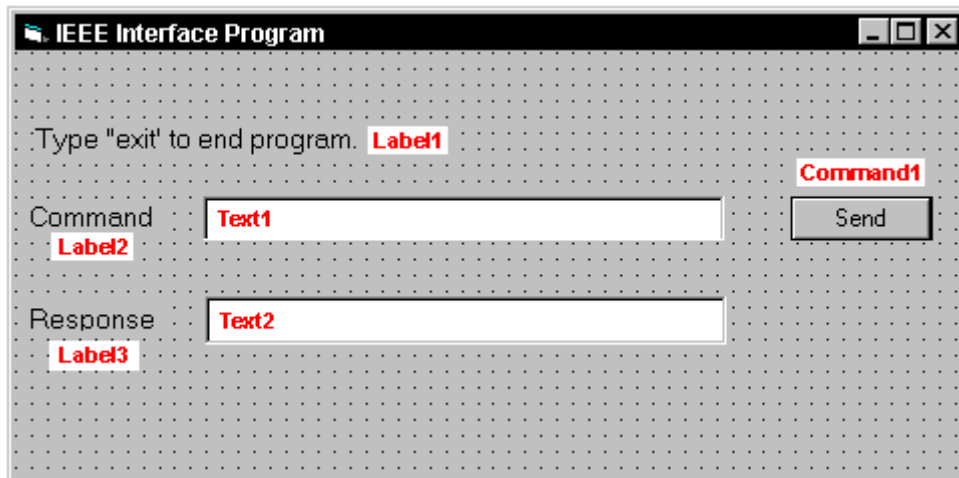 IEEE Interface Program
Type "exit' to end program. Label1
Command1
Command Text1 Send
Label2
Response Text2
Label3